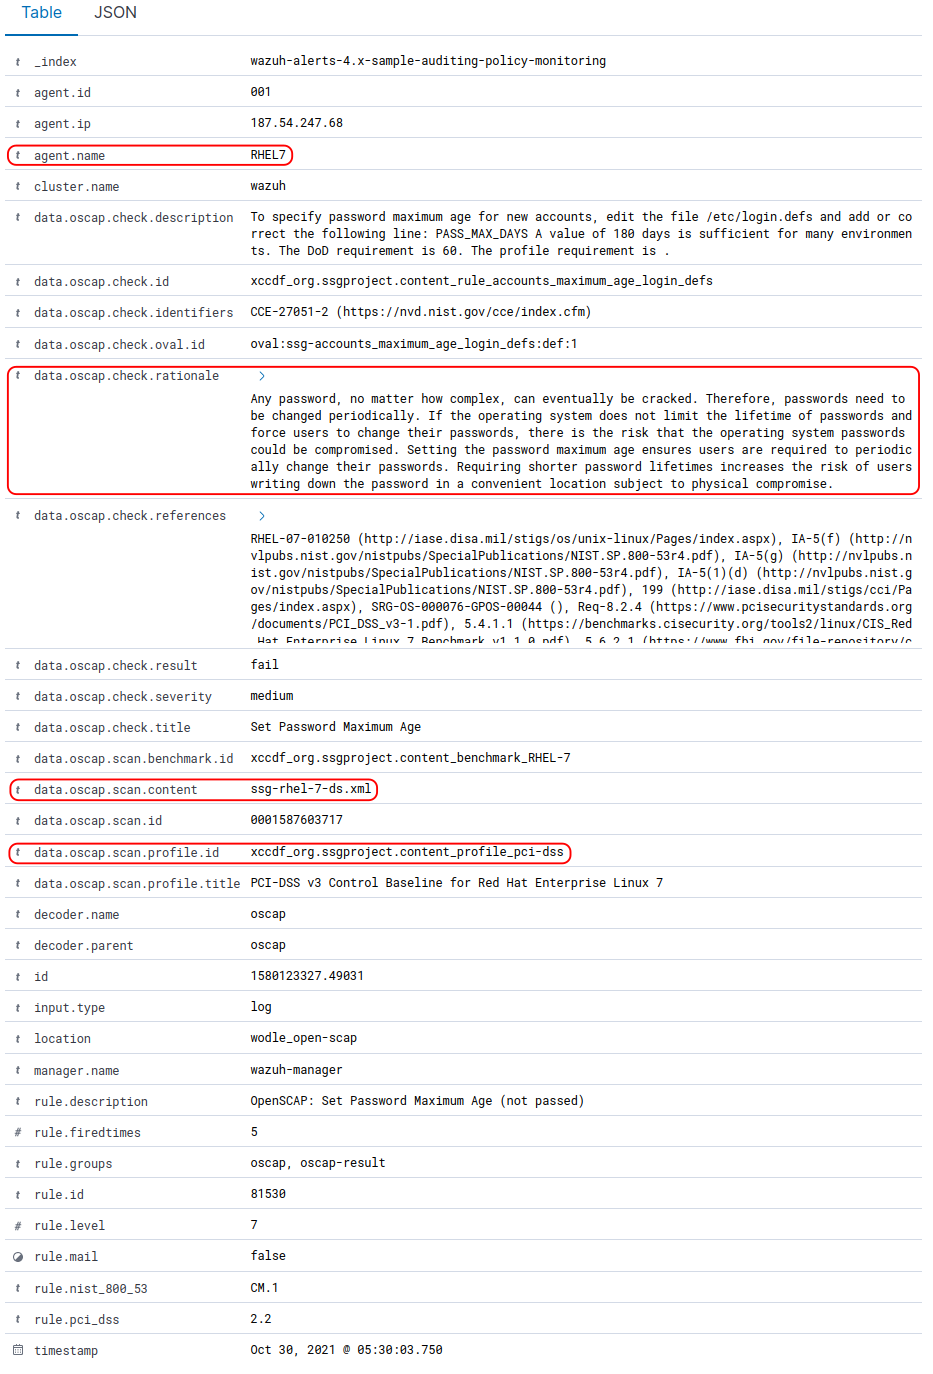 Table JSON
t _index wazuh-alerts-4.x-sample-auditing-policy-monitoring
t agent.id 001
t agent.ip 187.54.247.68
t agent.name RHEL7
t cluster.name wazuh
t data.oscap.check.description To specify password maximum age for new accounts, edit the file /etc/login.defs and add or co
rrect the following line: PASS_MAX_DAYS A value of 180 days is sufficient for many environmen
ts. The DoD requirement is 60. The profile requirement is .
t data.oscap.check.id xccdf_org.ssgproject.content_rule_accounts_maximum_age_login_defs
t data.oscap.check.identifiers CCE-27051-2 (https://nvd.nist.gov/cce/index.cfm)
t data.oscap.check.oval.id oval:ssg-accounts_maximum_age_login_defs:def:1
t data.oscap.check.rationale
Any password, no matter how complex, can eventually be cracked. Therefore, passwords need to
be changed periodically. If the operating system does not limit the lifetime of passwords and
force users to change their passwords, there is the risk that the operating system passwords
could be compromised. Setting the password maximum age ensures users are required to periodic
ally change their passwords. Requiring shorter password lifetimes increases the risk of users
writing down the password in a convenient location subject to physical compromise.
t data.oscap.check.references
RHEL-07-010250 (http://iase.disa.mil/stigs/os/unix-linux/Pages/index.aspx), IA-5(f) (http://n
vlpubs.nist.gov/nistpubs/SpecialPublications/NIST.SP.800-53r4.pdf), IA-5(g) (http://nvlpubs.n
ist.gov/nistpubs/SpecialPublications/NIST.SP.800-53r4.pdf), IA-5(1)(d) (http://nvlpubs.nist.g
ov/nistpubs/SpecialPublications/NIST.SP.800-53r4.pdf), 199 (http://iase.disa.mil/stigs/cci/Pa
ges/index.aspx), SRG-OS-000076-GPOS-00044 (), Req-8.2.4 (https://www.pcisecuritystandards.org
/documents/PCI_DSS_v3-1.pdf), 5.4.1.1 (https://benchmarks.cisecurity.org/tools2/linux/CIS_Red
_Hat_Enterprise_Linux_7_Benchmark_v1.1.0.pdf), 5.6.2.1 (https://www.fbi.gov/file-repository/c
t data.oscap.check.result fail
t data.oscap.check.severity medium
t data.oscap.check.title Set Password Maximum Age
t data.oscap.scan.benchmark.id xccdf_org.ssgproject.content_benchmark_RHEL-7
t data.oscap.scan.content ssg-rhel-7-ds.xml
t data.oscap.scan.id 0001587603717
t data.oscap.scan.profile.id xccdf_org.ssgproject.content_profile_pci-dss
t data.oscap.scan.profile.title PCI-DSS v3 Control Baseline for Red Hat Enterprise Linux 7
t decoder.name oscap
t decoder.parent oscap
t id 1580123327.49031
t input.type log
t location wodle_open-scap
t manager.name wazuh-manager
t rule.description OpenSCAP: Set Password Maximum Age (not passed)
# rule.firedtimes 5
t rule.groups oscap, oscap-result
t rule.id 81530
# rule.level 7
rule.mail false
t rule.nist_800_53 CM.1
t rule.pci_dss 2.2
timestamp Oct 30, 2021 @ 05:30:03.750